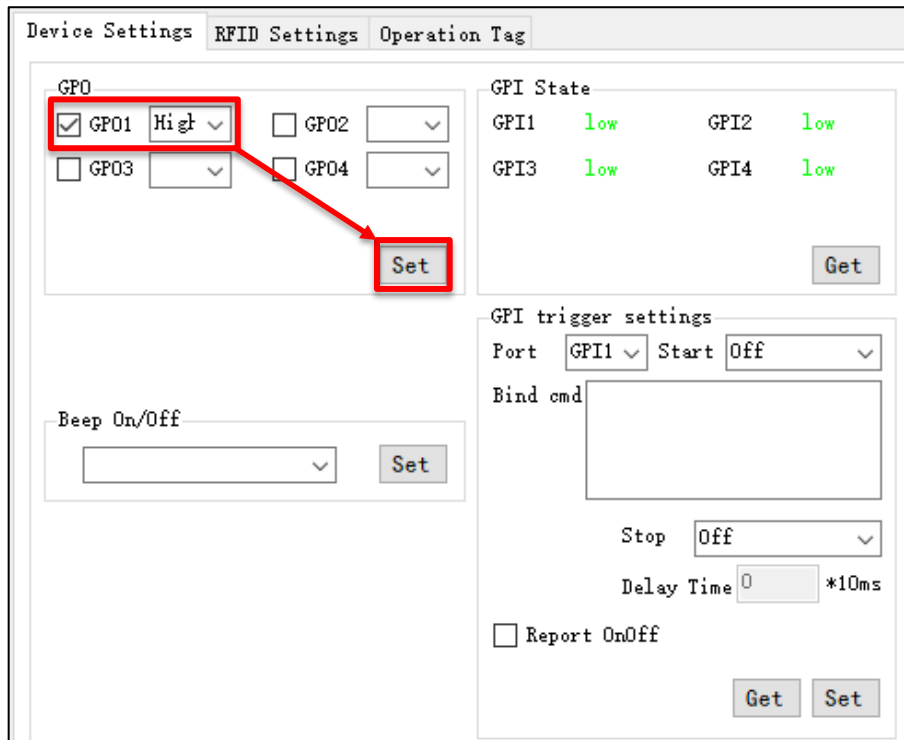 Device Settings RFID Settings Operation Tag
GPO
GPO1 High GPO2
GPO3 GPO4
Set
GPI State
GPI1 low GPI2 low
GPI3 low GPI4 low
Get
Beep On/Off
Set
GPI trigger settings
Port GPI1 Start Off
Bind cmd
Stop Off
Delay Time 0 *10ms
Report OnOff
Get Set